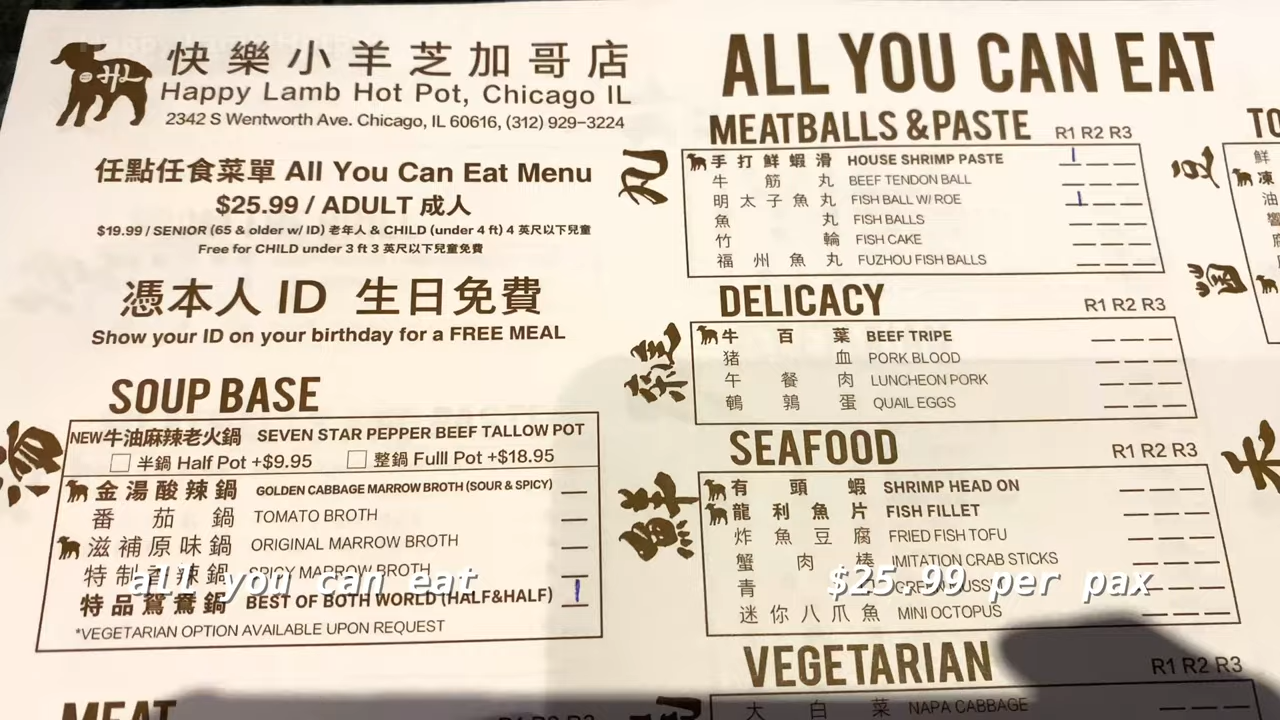 快樂小羊芝加哥店
HL
Happy Lamb Hot Pot, Chicago IL
2342 S Wentworth Ave. Chicago, IL 60616, (312) 929-3224
任點任食菜單 All You Can Eat Menu
$25.99 / ADULT 成人
$19.99 / SENIOR (65 & older w/ ID) 老年人 & CHILD (under 4 ft) 4 英尺以下兒童
Free for CHILD under 3 ft 3 英尺以下兒童免費
憑本人 ID 生日免費
Show your ID on your birthday for a FREE MEAL
SOUP BASE
NEW牛油麻辣老火鍋 SEVEN STAR PEPPER BEEF TALLOW POT
半鍋 Half Pot +$9.95 整鍋 Fulll Pot +$18.95
金湯酸辣鍋 GOLDEN CABBAGE MARROW BROTH (SOUR & SPICY)
番茄鍋 TOMATO BROTH
滋補原味鍋 ORIGINAL MARROW BROTH
特制 辣鍋 SPICY MARROW BROTH
all you can eat
特品鴛鴦鍋 BEST OF BOTH WORLD (HALF&HALF)
*VEGETARIAN OPTION AVAILABLE UPON REQUEST
MEAT
R1 R2 R3
ALL YOU CAN EAT
丸
MEATBALLS & PASTE R1 R2 R3
手打鮮蝦滑 HOUSE SHRIMP PASTE
牛筋丸 BEEF TENDON BALL
明太子魚丸 FISH BALL W/ ROE
魚丸 FISH BALLS
竹輪 FISH CAKE
福州魚丸 FUZHOU FISH BALLS
DELICACY R1 R2 R3
牛百葉 BEEF TRIPE
猪血 PORK BLOOD
午餐肉 LUNCHEON PORK
鵪鶉蛋 QUAIL EGGS
鮮
SEAFOOD R1 R2 R3
有頭蝦 SHRIMP HEAD ON
龍利魚片 FISH FILLET
炸魚豆腐 FRIED FISH TOFU
蟹肉棒 IMITATION CRAB STICKS
青
$25.99 per pax
迷你八爪魚 MINI OCTOPUS
VEGETARIAN R1 R2 R3
大白菜 NAPA CABBAGE
豆
TO
鮮
凍
油